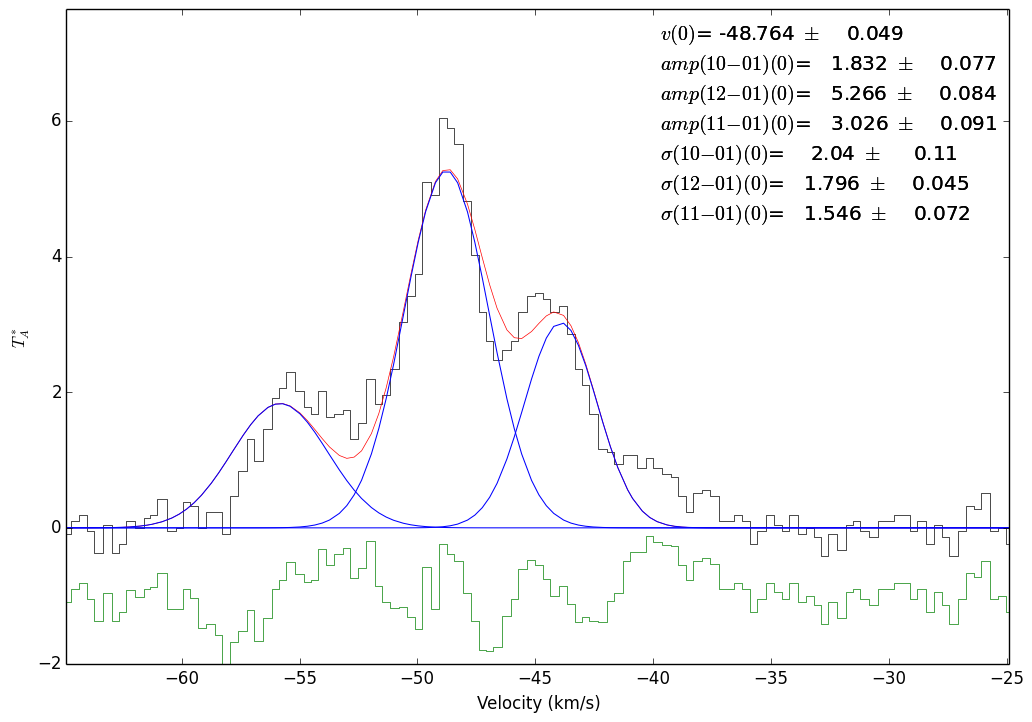 v(0)= -48.764 ± 0.049
amp(10−01)(0)= 1.832 ± 0.077
amp(12−01)(0)= 5.266 ± 0.084
amp(11−01)(0)= 3.026 ± 0.091
σ(10−01)(0)= 2.04 ± 0.11
σ(12−01)(0)= 1.796 ± 0.045
σ(11−01)(0)= 1.546 ± 0.072
6
4
T*A
2
0
−2
−60 −55 −50 −45 −40 −35 −30 −25
Velocity (km/s)